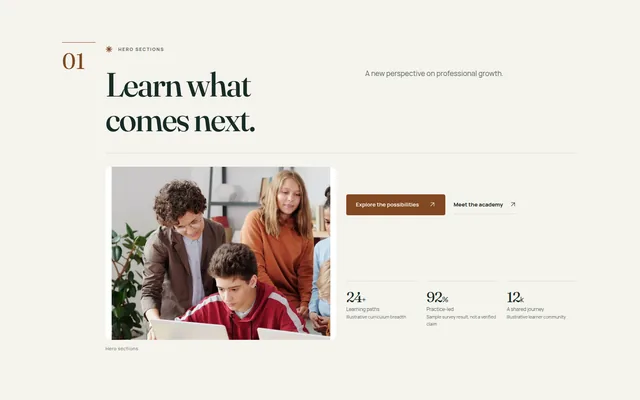 01
HERO SECTIONS
Learn what
comes next.
A new perspective on professional growth.
Explore the possibilities
Meet the academy
24+
Learning paths
Illustrative curriculum breadth
92%
Practice-led
Sample survey result, not a verified
claim
12k
A shared journey
Illustrative learner community
Hero sections